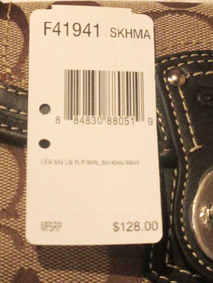 F41941 SKHMA
8 84830 88051 9
LEG SIG LG FLP WRL,SV/KHA/MAH
MFSRP $128.00